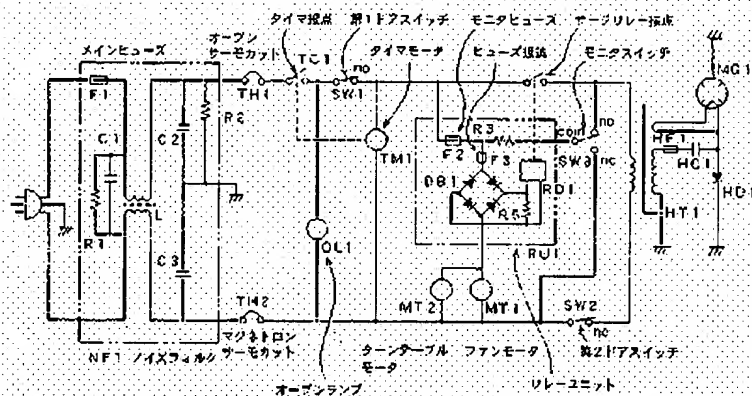 タイマ接点
第1ドアスイッチ
モニタヒューズ
サージリレー接点
オーブン
サーモカット
タイマモータ
ヒューズ抵抗
モニタスイッチ
メインヒューズ
TC1
no
MG1
F1
TH1
SW1
R3
com
no
R2
F2
SW3
nc
HF1
C1
C2
TM1
F3
HC1
DB1
RD1
HD1
L
R5
R1
OL1
RU1
HT1
C3
MT2
MT1
SW2
TH2
no
マグネトロン
サーモカット
NF1 ノイズフィルタ
ターンテーブル
モータ
ファンモータ
第2ドアスイッチ
オーブンランプ
リレーユニット